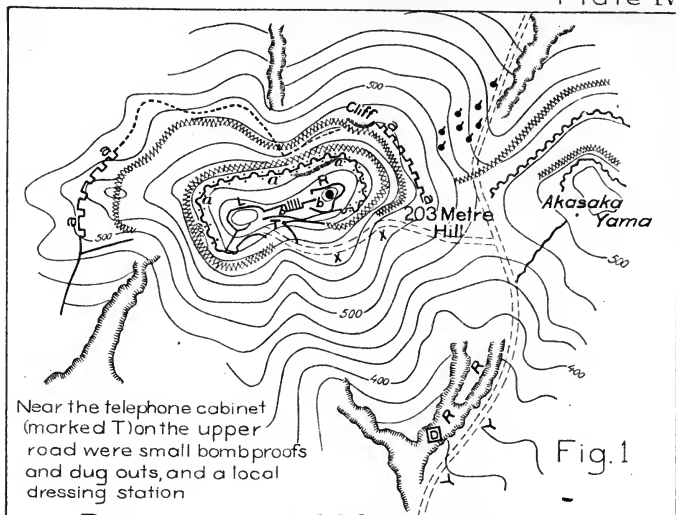 Plate IV
500
Cliff
a
a
a
a
a
a
R
L
b
T
a
a
500
X
X
203 Metre
Hill
Akasaka
Yama
500
500
400
400
R
R
Y
Y
Near the telephone cabinet
(marked T) on the upper
road were small bombproofs
and dug outs, and a local
dressing station
Fig. 1